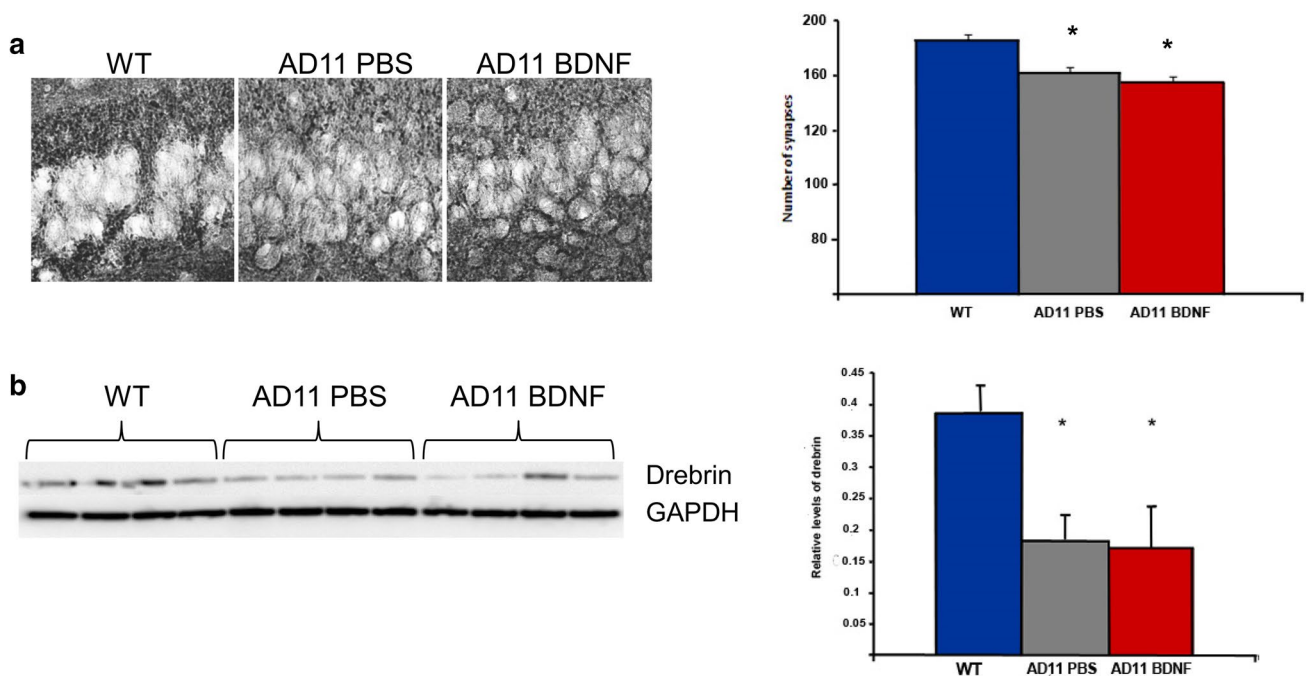 a
WT AD11 PBS AD11 BDNF
200
160
120
100
80
Number of synapses
* *
WT AD11 PBS AD11 BDNF
b
WT AD11 PBS AD11 BDNF
Drebrin
GAPDH
0.45
0.4
0.35
0.3
0.25
0.2
0.15
0.1
0.05
Relative levels of drebrin
* *
WT AD11 PBS AD11 BDNF